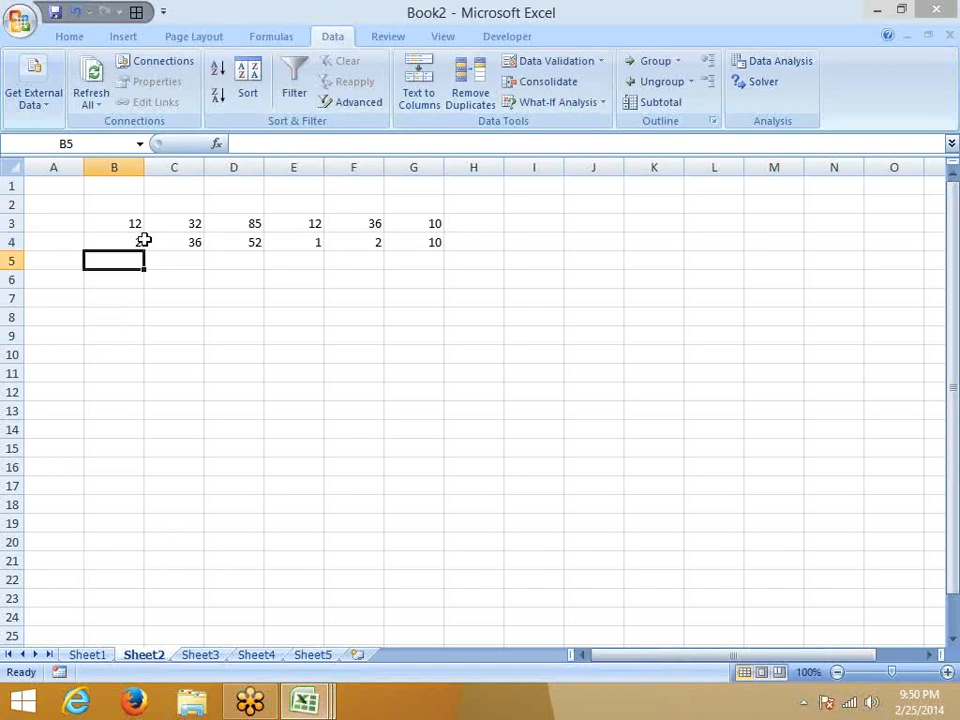 Book2 - Microsoft Excel
Home Insert Page Layout Formulas Data Review View Developer
Get External Data
Refresh All
Connections
Properties
Edit Links
Connections
Sort
Filter
Clear
Reapply
Advanced
Sort & Filter
Text to Columns
Remove Duplicates
Data Validation
Consolidate
What-If Analysis
Data Tools
Group
Ungroup
Subtotal
Outline
Data Analysis
Solver
Analysis
B5 fx
A B C D E F G H I J K L M N O
1
2
3 12 32 85 12 36 10
4 36 52 1 2 10
5
6
7
8
9
10
11
12
13
14
15
16
17
18
19
20
21
22
23
24
25
Sheet1 Sheet2 Sheet3 Sheet4 Sheet5
Ready 100%
9:50 PM
2/25/2014